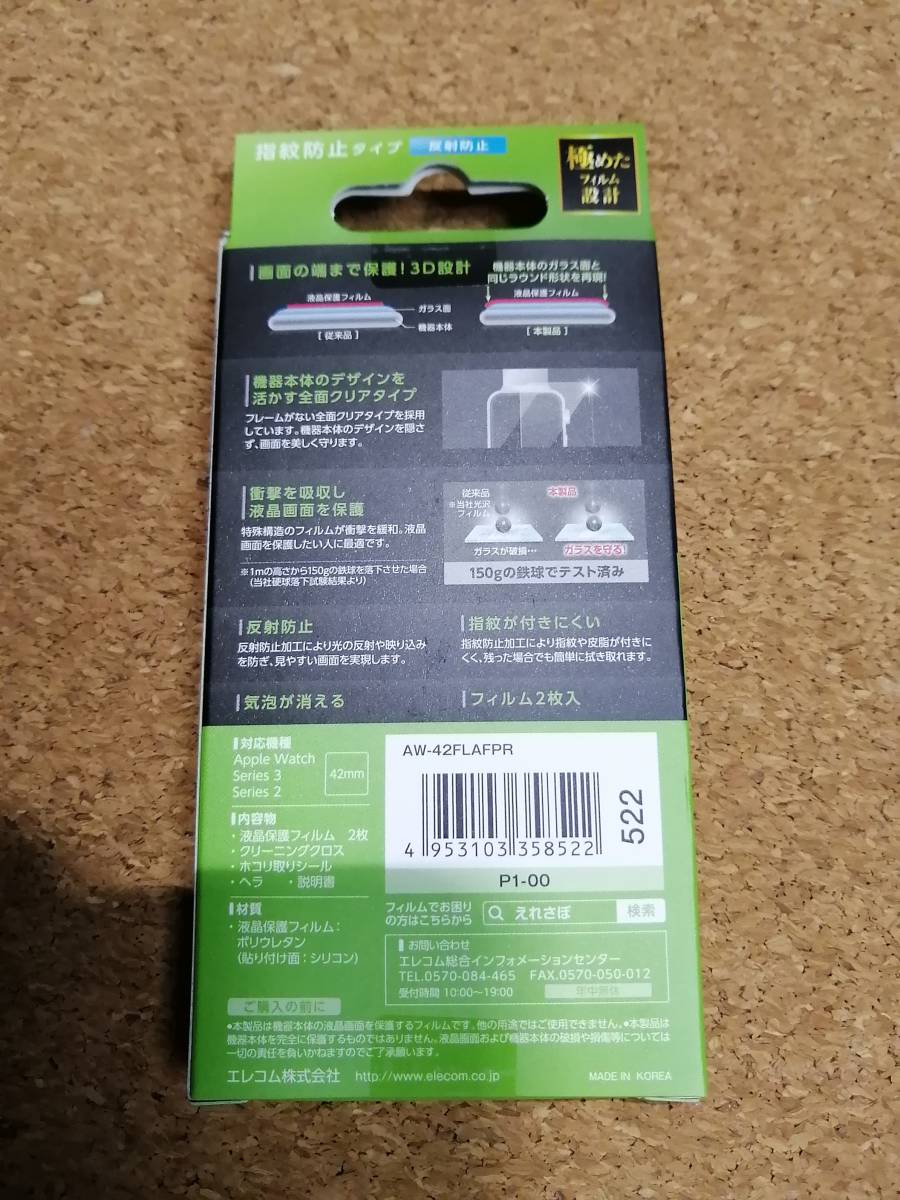 指紋防止タイプ 反射防止
極めた
フィルム
設計
画面の端まで保護!3D設計
機器本体のガラス面と
同じラウンド形状を再現!
液晶保護フィルム
ガラス面
機器本体
[従来品]
液晶保護フィルム
[本製品]
機器本体のデザインを
活かす全面クリアタイプ
フレームがない全面クリアタイプを採用
しています。機器本体のデザインを隠さ
ず、画面を美しく守ります。
衝撃を吸収し
液晶画面を保護
特殊構造のフィルムが衝撃を緩和。液晶
画面を保護したい人に最適です。
※1mの高さから150gの鉄球を落下させた場合
(当社硬球落下試験結果より)
従来品
※当社光沢
フィルム
本製品
ガラスが破損…
ガラスを守る!
150gの鉄球でテスト済み
反射防止
反射防止加工により光の反射や映り込み
を防ぎ、見やすい画面を実現します。
指紋が付きにくい
指紋防止加工により指紋や皮脂が付きに
くく、残った場合でも簡単に拭き取れます。
気泡が消える
フィルム2枚入
対応機種
Apple Watch
Series 3
Series 2
42mm
内容物
・液晶保護フィルム 2枚
・クリーニングクロス
・ホコリ取りシール
・ヘラ ・説明書
材質
・液晶保護フィルム:
ポリウレタン
(貼り付け面:シリコン)
AW-42FLAFPR
4 953103 358522
522
P1-00
フィルムでお困り
の方はこちらから
えれさぽ 検索
お問い合わせ
エレコム総合インフォメーションセンター
TEL.0570-084-465 FAX.0570-050-012
受付時間 10:00～19:00 年中無休
ご購入の前に
●本製品は機器本体の液晶画面を保護するフィルムです。他の用途ではご使用できません。●本製品は
機器本体を完全に保護するものではありません。液晶画面および機器本体の破損や損傷等については
一切の責任を負いかねますのでご了承願います。
エレコム株式会社 http://www.elecom.co.jp
MADE IN KOREA